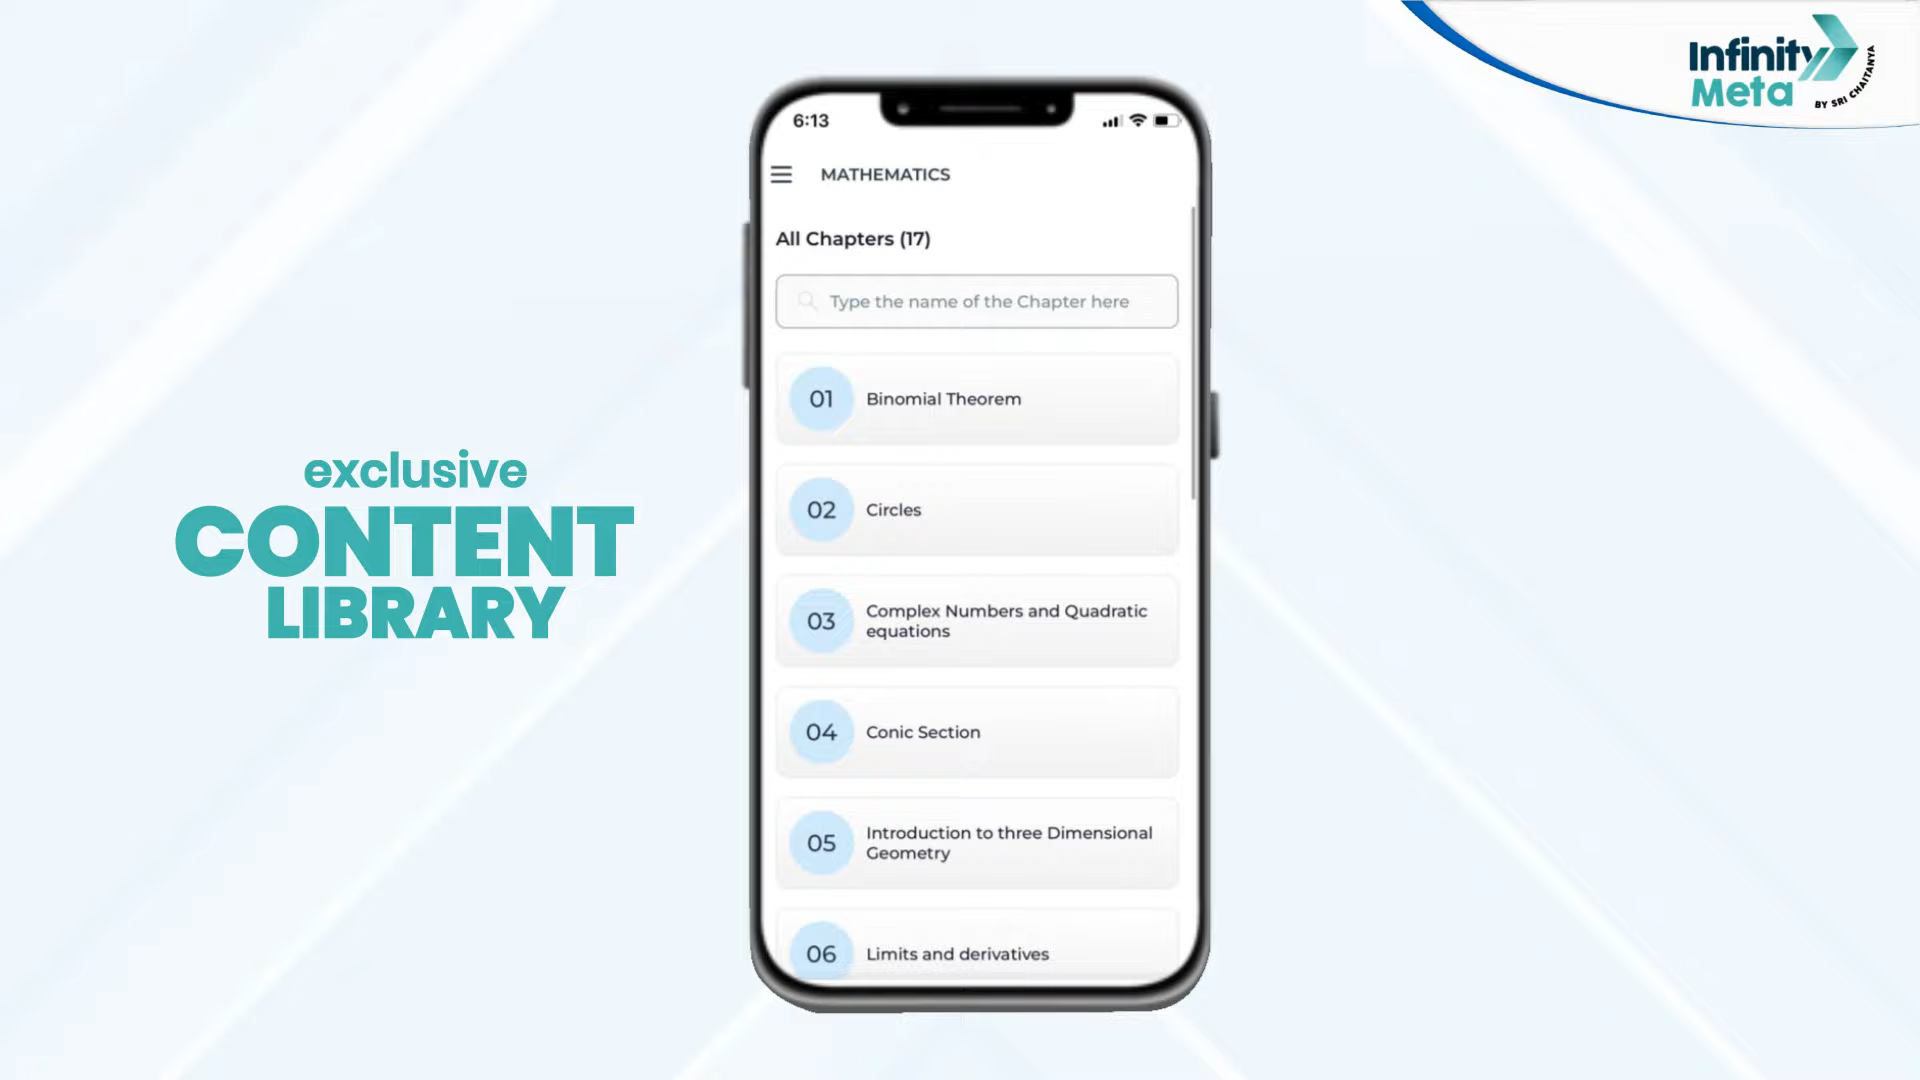 Infinity
Meta
BY SRI CHAITANYA
6:13
MATHEMATICS
All Chapters (17)
Type the name of the Chapter here
01 Binomial Theorem
02 Circles
03 Complex Numbers and Quadratic
equations
04 Conic Section
05 Introduction to three Dimensional
Geometry
06 Limits and derivatives
exclusive
CONTENT
LIBRARY